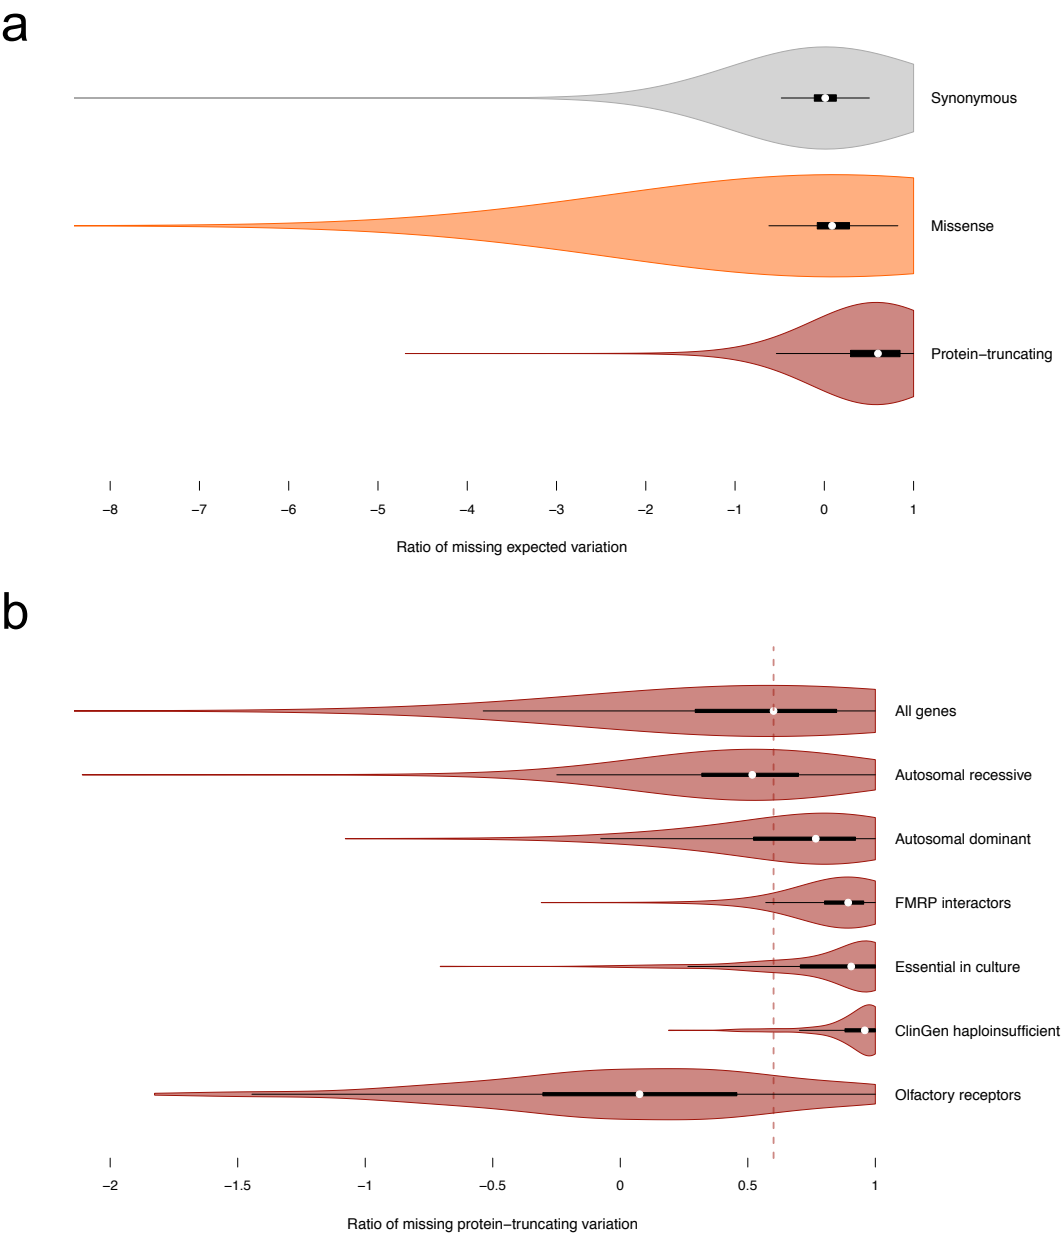 a
Synonymous
Missense
Protein−truncating
−8 −7 −6 −5 −4 −3 −2 −1 0 1
Ratio of missing expected variation
b
All genes
Autosomal recessive
Autosomal dominant
FMRP interactors
Essential in culture
ClinGen haploinsufficient
Olfactory receptors
−2 −1.5 −1 −0.5 0 0.5 1
Ratio of missing protein−truncating variation